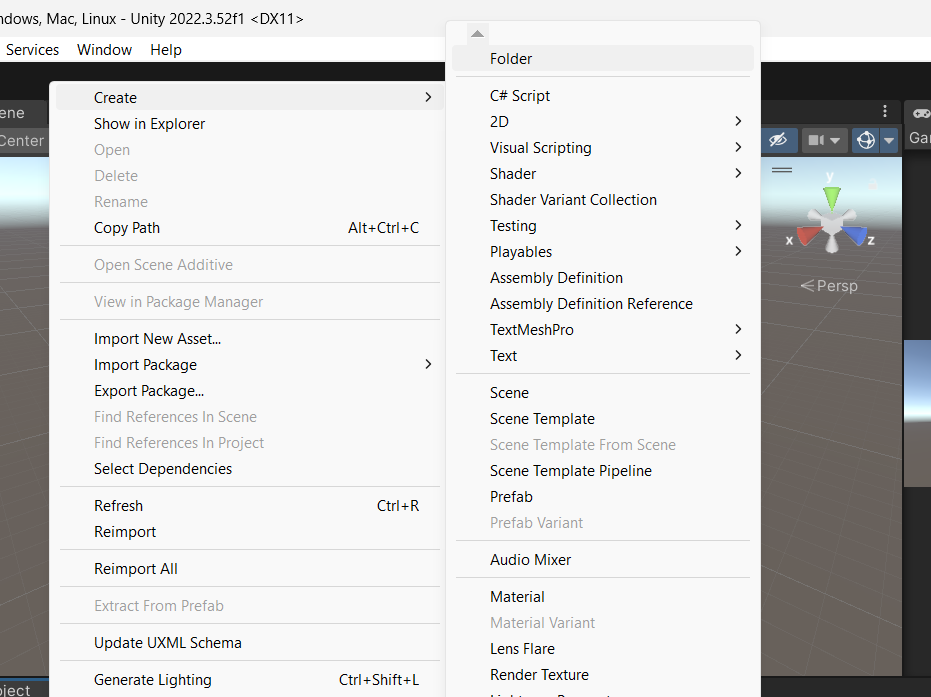 ndows, Mac, Linux - Unity 2022.3.52f1 <DX11>
Services Window Help
Create
Show in Explorer
Open
Delete
Rename
Copy Path Alt+Ctrl+C
Open Scene Additive
View in Package Manager
Import New Asset...
Import Package
Export Package...
Find References In Scene
Find References In Project
Select Dependencies
Refresh Ctrl+R
Reimport
Reimport All
Extract From Prefab
Update UXML Schema
Generate Lighting Ctrl+Shift+L
Folder
C# Script
2D
Visual Scripting
Shader
Shader Variant Collection
Testing
Playables
Assembly Definition
Assembly Definition Reference
TextMeshPro
Text
Scene
Scene Template
Scene Template From Scene
Scene Template Pipeline
Prefab
Prefab Variant
Audio Mixer
Material
Material Variant
Lens Flare
Render Texture
ene
Center
Gar
y
x z
Persp
oject